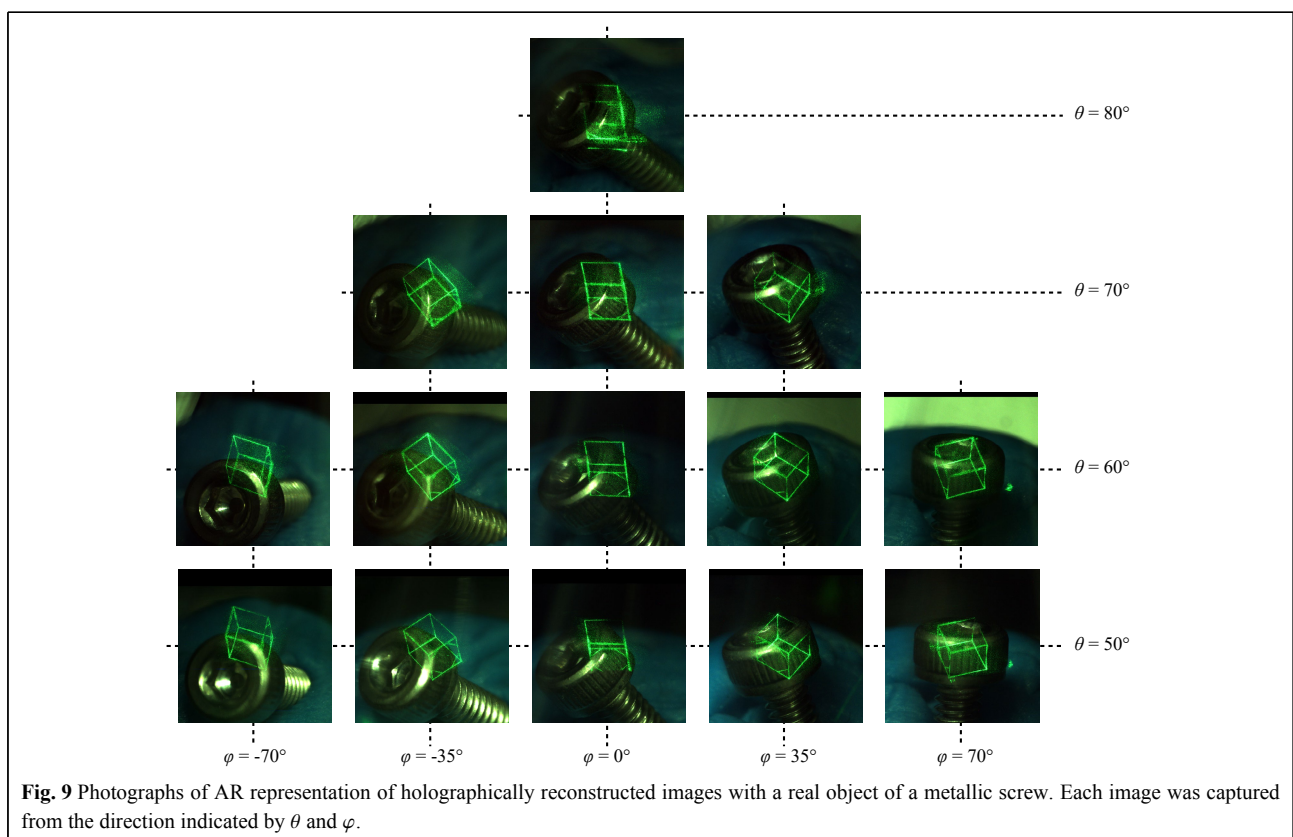 θ = 80°
θ = 70°
θ = 60°
θ = 50°
φ = -70°
φ = -35°
φ = 0°
φ = 35°
φ = 70°
Fig. 9 Photographs of AR representation of holographically reconstructed images with a real object of a metallic screw. Each image was captured
from the direction indicated by θ and φ.